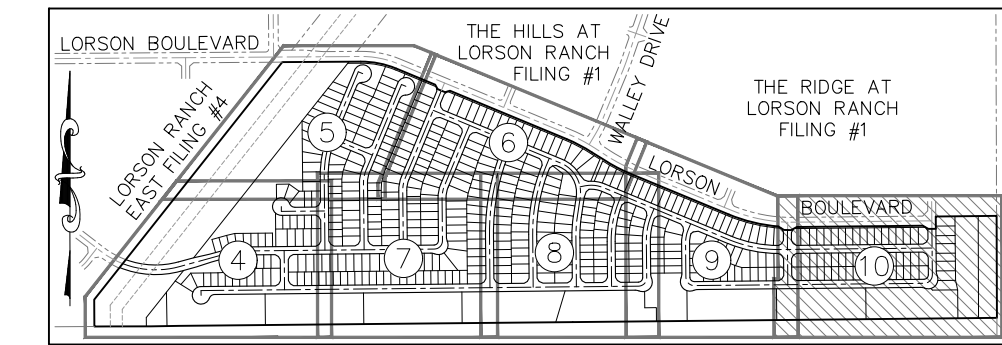 LORSON BOULEVARD
THE HILLS AT
LORSON RANCH
FILING #1
WALLEY DRIVE
THE RIDGE AT
LORSON RANCH
FILING #1
LORSON RANCH
EAST FILING #4
5
6
LORSON
BOULEVARD
4
7
8
9
10